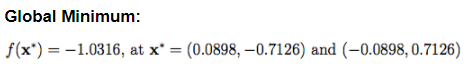 Global Minimum:
f(x*) = −1.0316, at x* = (0.0898, −0.7126) and (−0.0898, 0.7126)